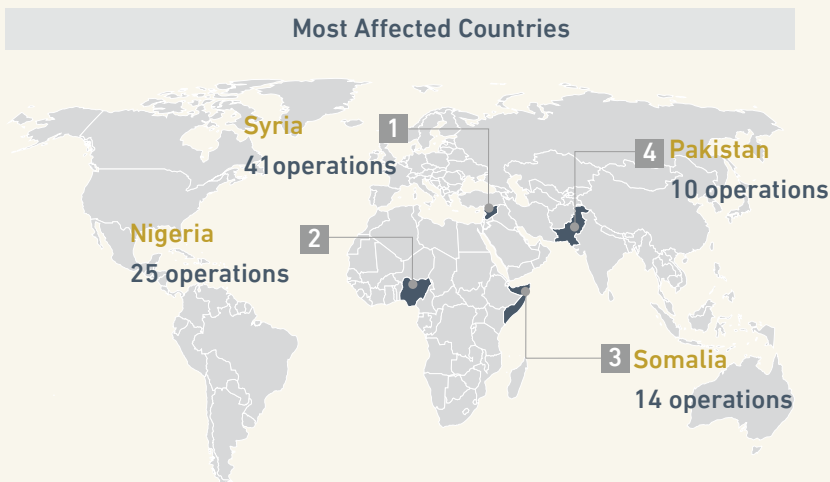 Most Affected Countries
1
Syria
41operations
2
Nigeria
25 operations
3 Somalia
14 operations
4 Pakistan
10 operations